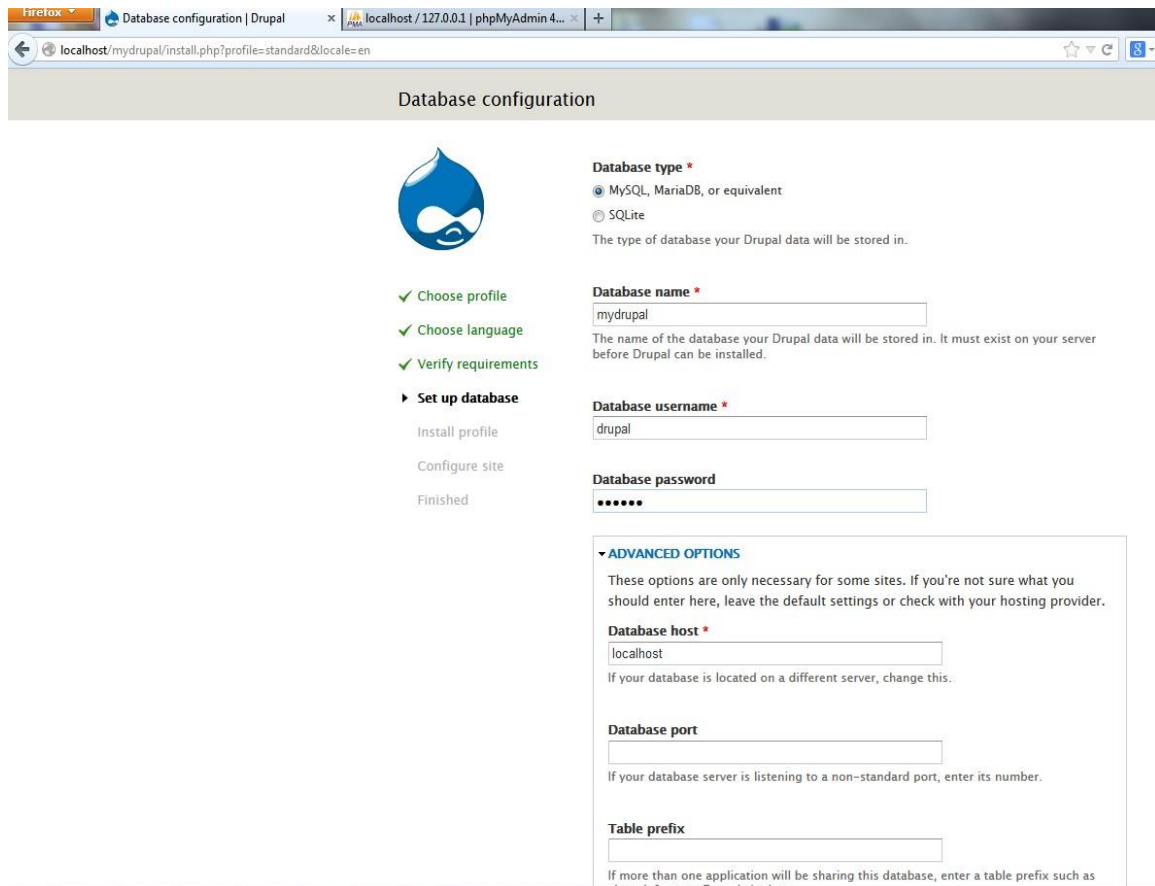 Firefox
Database configuration | Drupal
localhost / 127.0.0.1 | phpMyAdmin 4...
localhost/mydrupal/install.php?profile=standard&locale=en
Database configuration
Choose profile
Choose language
Verify requirements
Set up database
Install profile
Configure site
Finished
Database type *
MySQL, MariaDB, or equivalent
SQLite
The type of database your Drupal data will be stored in.
Database name *
mydrupal
The name of the database your Drupal data will be stored in. It must exist on your server
before Drupal can be installed.
Database username *
drupal
Database password
••••••
ADVANCED OPTIONS
These options are only necessary for some sites. If you're not sure what you
should enter here, leave the default settings or check with your hosting provider.
Database host *
localhost
If your database is located on a different server, change this.
Database port
If your database server is listening to a non-standard port, enter its number.
Table prefix
If more than one application will be sharing this database, enter a table prefix such as